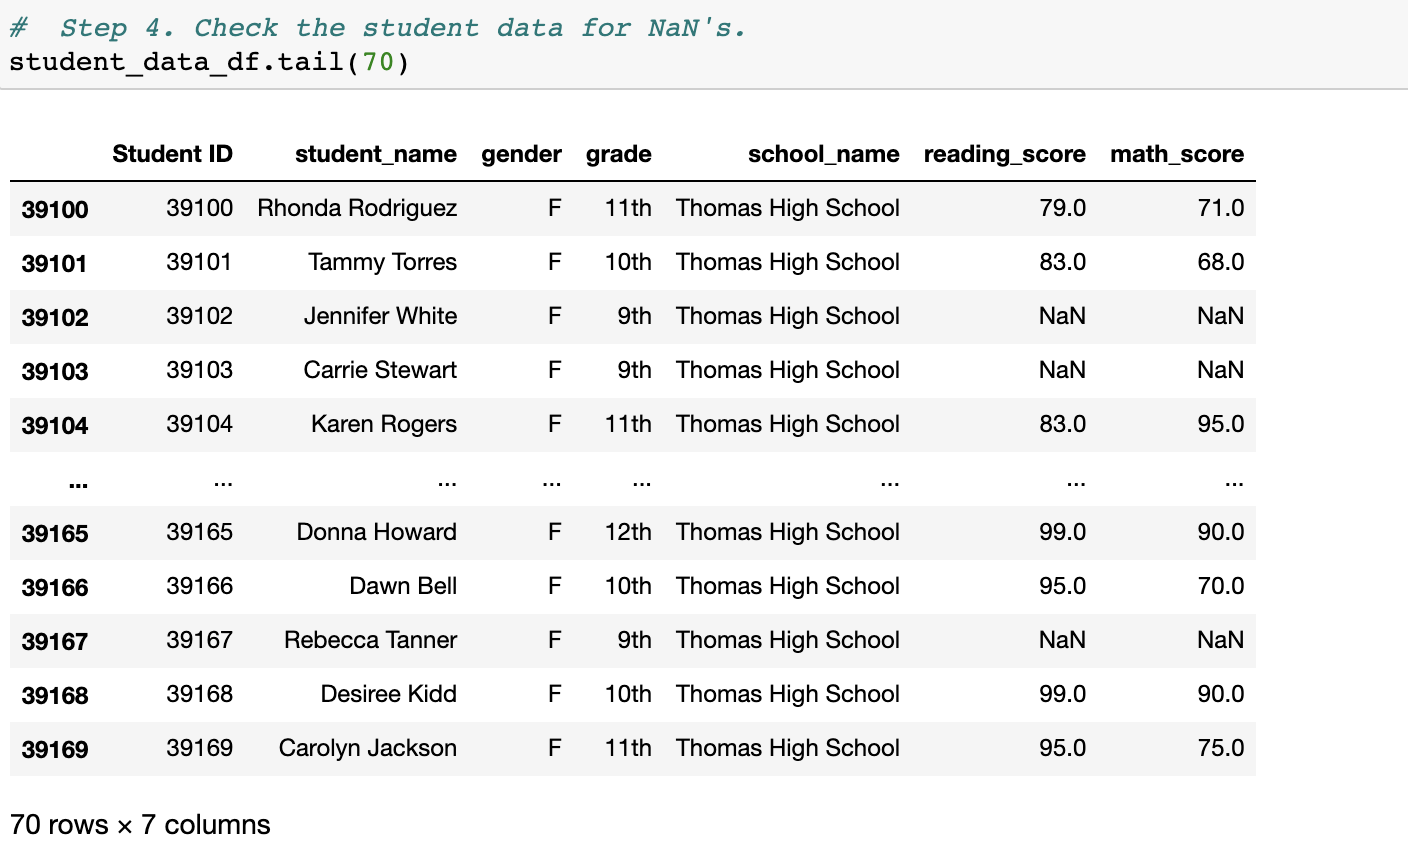 #  Step 4. Check the student data for NaN's.
student_data_df.tail(70)
Student ID student_name gender grade school_name reading_score math_score
39100 39100 Rhonda Rodriguez F 11th Thomas High School 79.0 71.0
39101 39101 Tammy Torres F 10th Thomas High School 83.0 68.0
39102 39102 Jennifer White F 9th Thomas High School NaN NaN
39103 39103 Carrie Stewart F 9th Thomas High School NaN NaN
39104 39104 Karen Rogers F 11th Thomas High School 83.0 95.0
... ... ... ... ... ... ... ...
39165 39165 Donna Howard F 12th Thomas High School 99.0 90.0
39166 39166 Dawn Bell F 10th Thomas High School 95.0 70.0
39167 39167 Rebecca Tanner F 9th Thomas High School NaN NaN
39168 39168 Desiree Kidd F 10th Thomas High School 99.0 90.0
39169 39169 Carolyn Jackson F 11th Thomas High School 95.0 75.0
70 rows × 7 columns